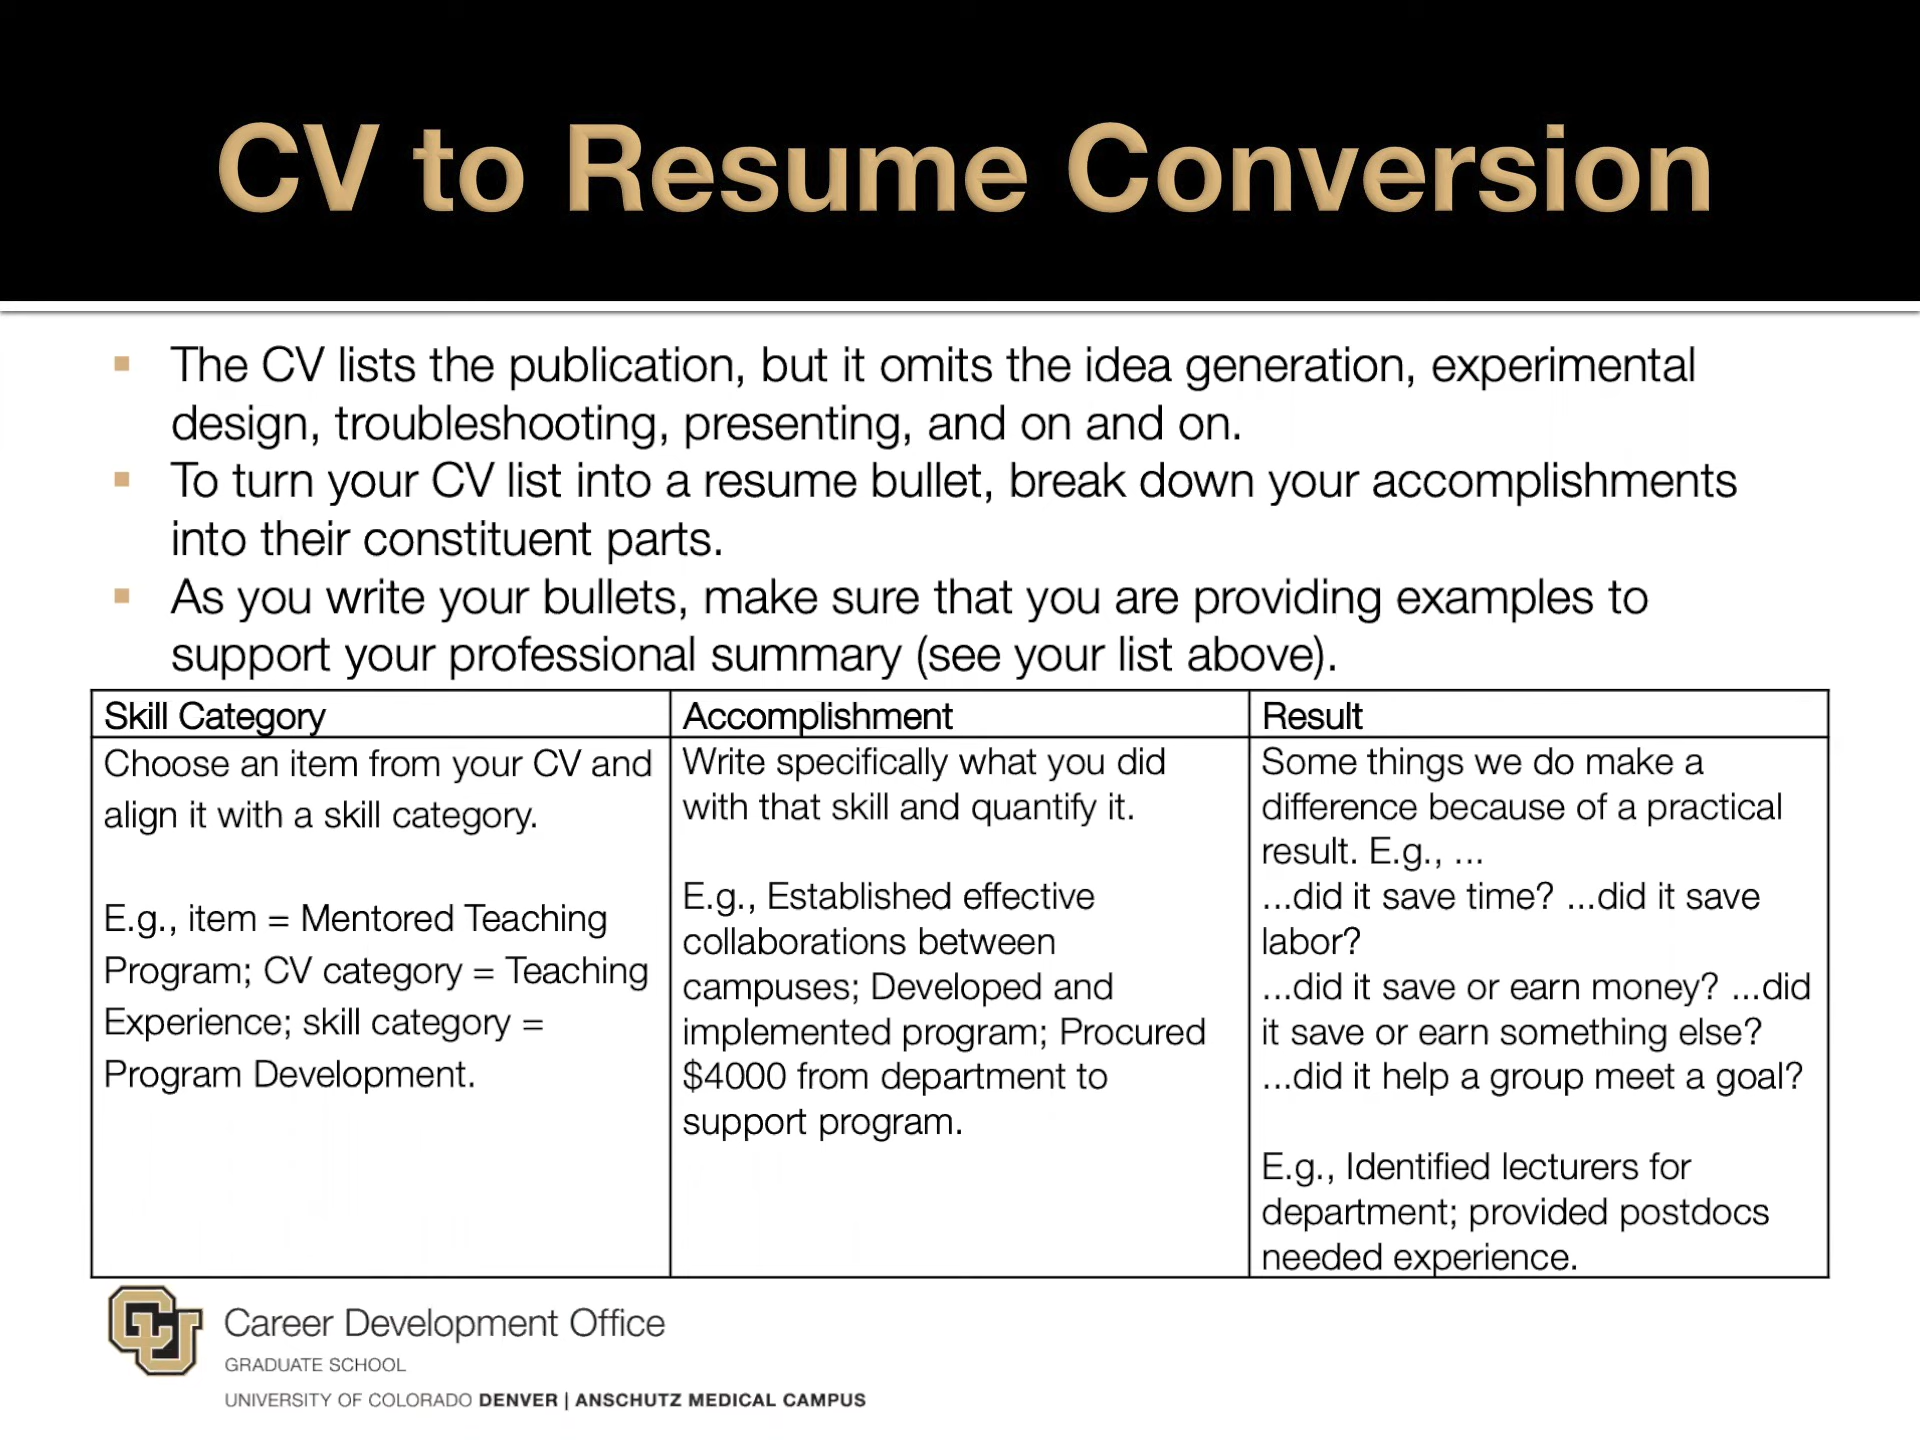 CV to Resume Conversion
The CV lists the publication, but it omits the idea generation, experimental
design, troubleshooting, presenting, and on and on.
To turn your CV list into a resume bullet, break down your accomplishments
into their constituent parts.
As you write your bullets, make sure that you are providing examples to
support your professional summary (see your list above).
Skill Category
Choose an item from your CV and
align it with a skill category.
E.g., item = Mentored Teaching
Program; CV category = Teaching
Experience; skill category =
Program Development.
Accomplishment
Write specifically what you did
with that skill and quantify it.
E.g., Established effective
collaborations between
campuses; Developed and
implemented program; Procured
$4000 from department to
support program.
Result
Some things we do make a
difference because of a practical
result. E.g., ...
...did it save time? ...did it save
labor?
...did it save or earn money? ...did
it save or earn something else?
...did it help a group meet a goal?
E.g., Identified lecturers for
department; provided postdocs
needed experience.
CU
Career Development Office
GRADUATE SCHOOL
UNIVERSITY OF COLORADO DENVER | ANSCHUTZ MEDICAL CAMPUS